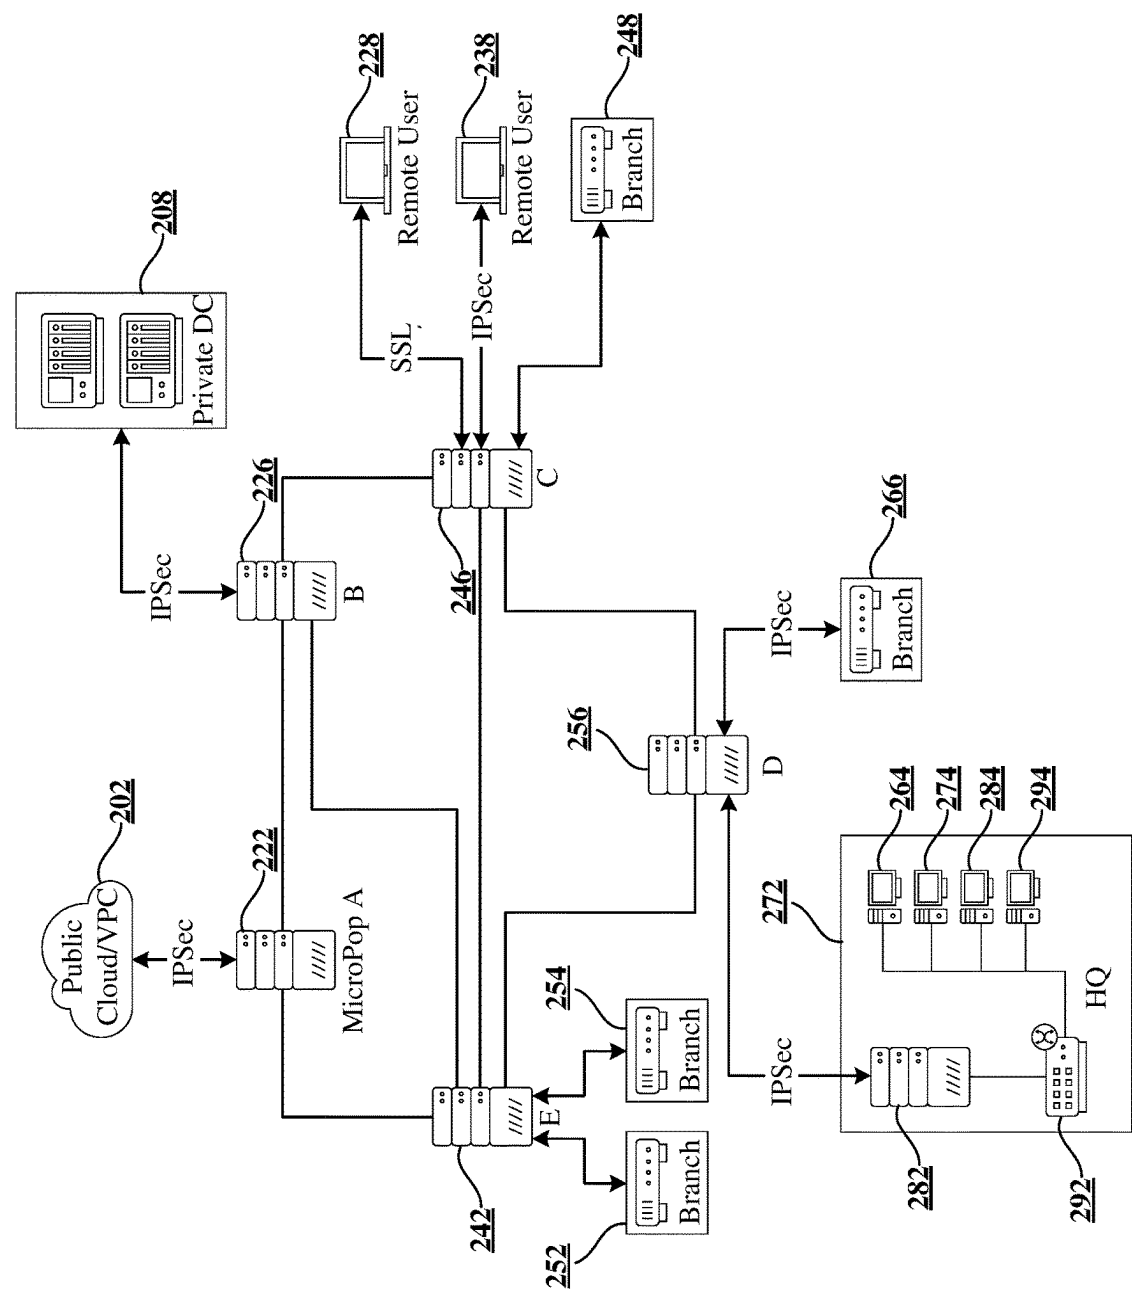 202
Public
Cloud/VPC
IPSec
222
MicroPop A
208
Private DC
IPSec
226
B
228
Remote User
SSL
238
Remote User
IPSec
248
Branch
246
C
242
E
252
Branch
254
Branch
256
D
IPSec
266
Branch
IPSec
272
264
274
284
294
HQ
282
292